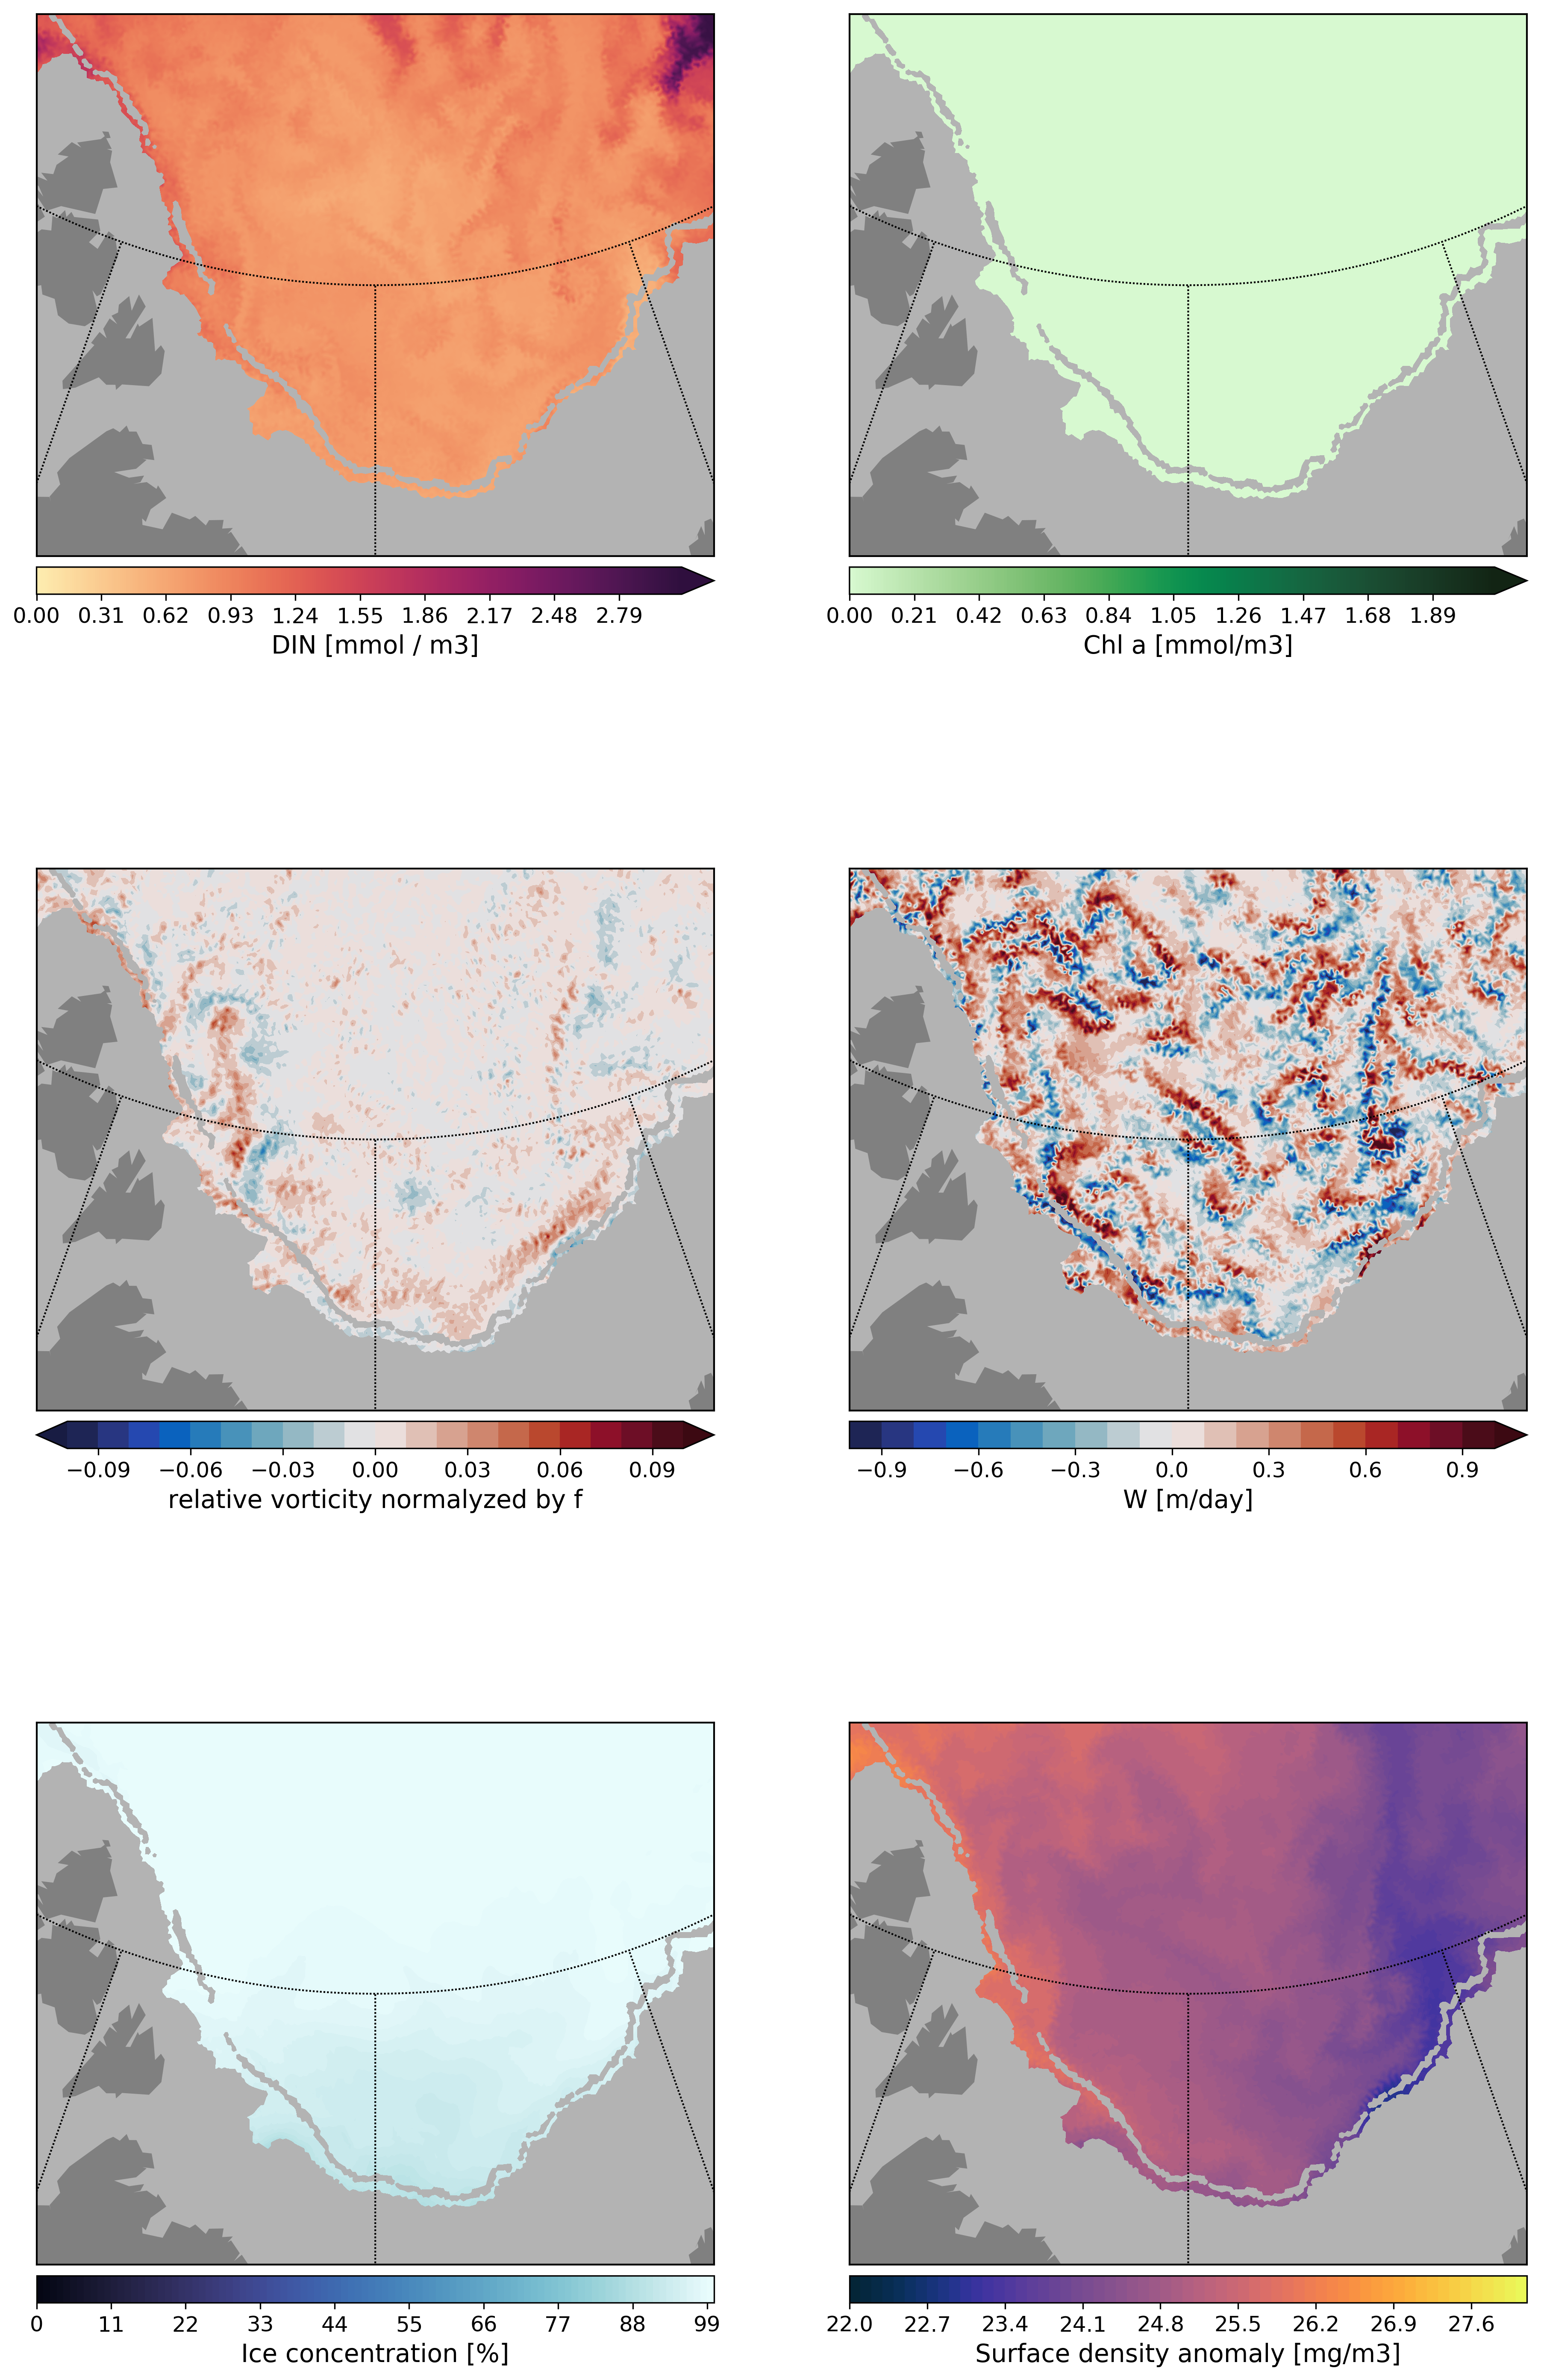 0.00 0.31 0.62 0.93 1.24 1.55 1.86 2.17 2.48 2.79
DIN [mmol / m3]
0.00 0.21 0.42 0.63 0.84 1.05 1.26 1.47 1.68 1.89
Chl a [mmol/m3]
−0.09 −0.06 −0.03 0.00 0.03 0.06 0.09
relative vorticity normalyzed by f
−0.9 −0.6 −0.3 0.0 0.3 0.6 0.9
W [m/day]
0 11 22 33 44 55 66 77 88 99
Ice concentration [%]
22.0 22.7 23.4 24.1 24.8 25.5 26.2 26.9 27.6
Surface density anomaly [mg/m3]